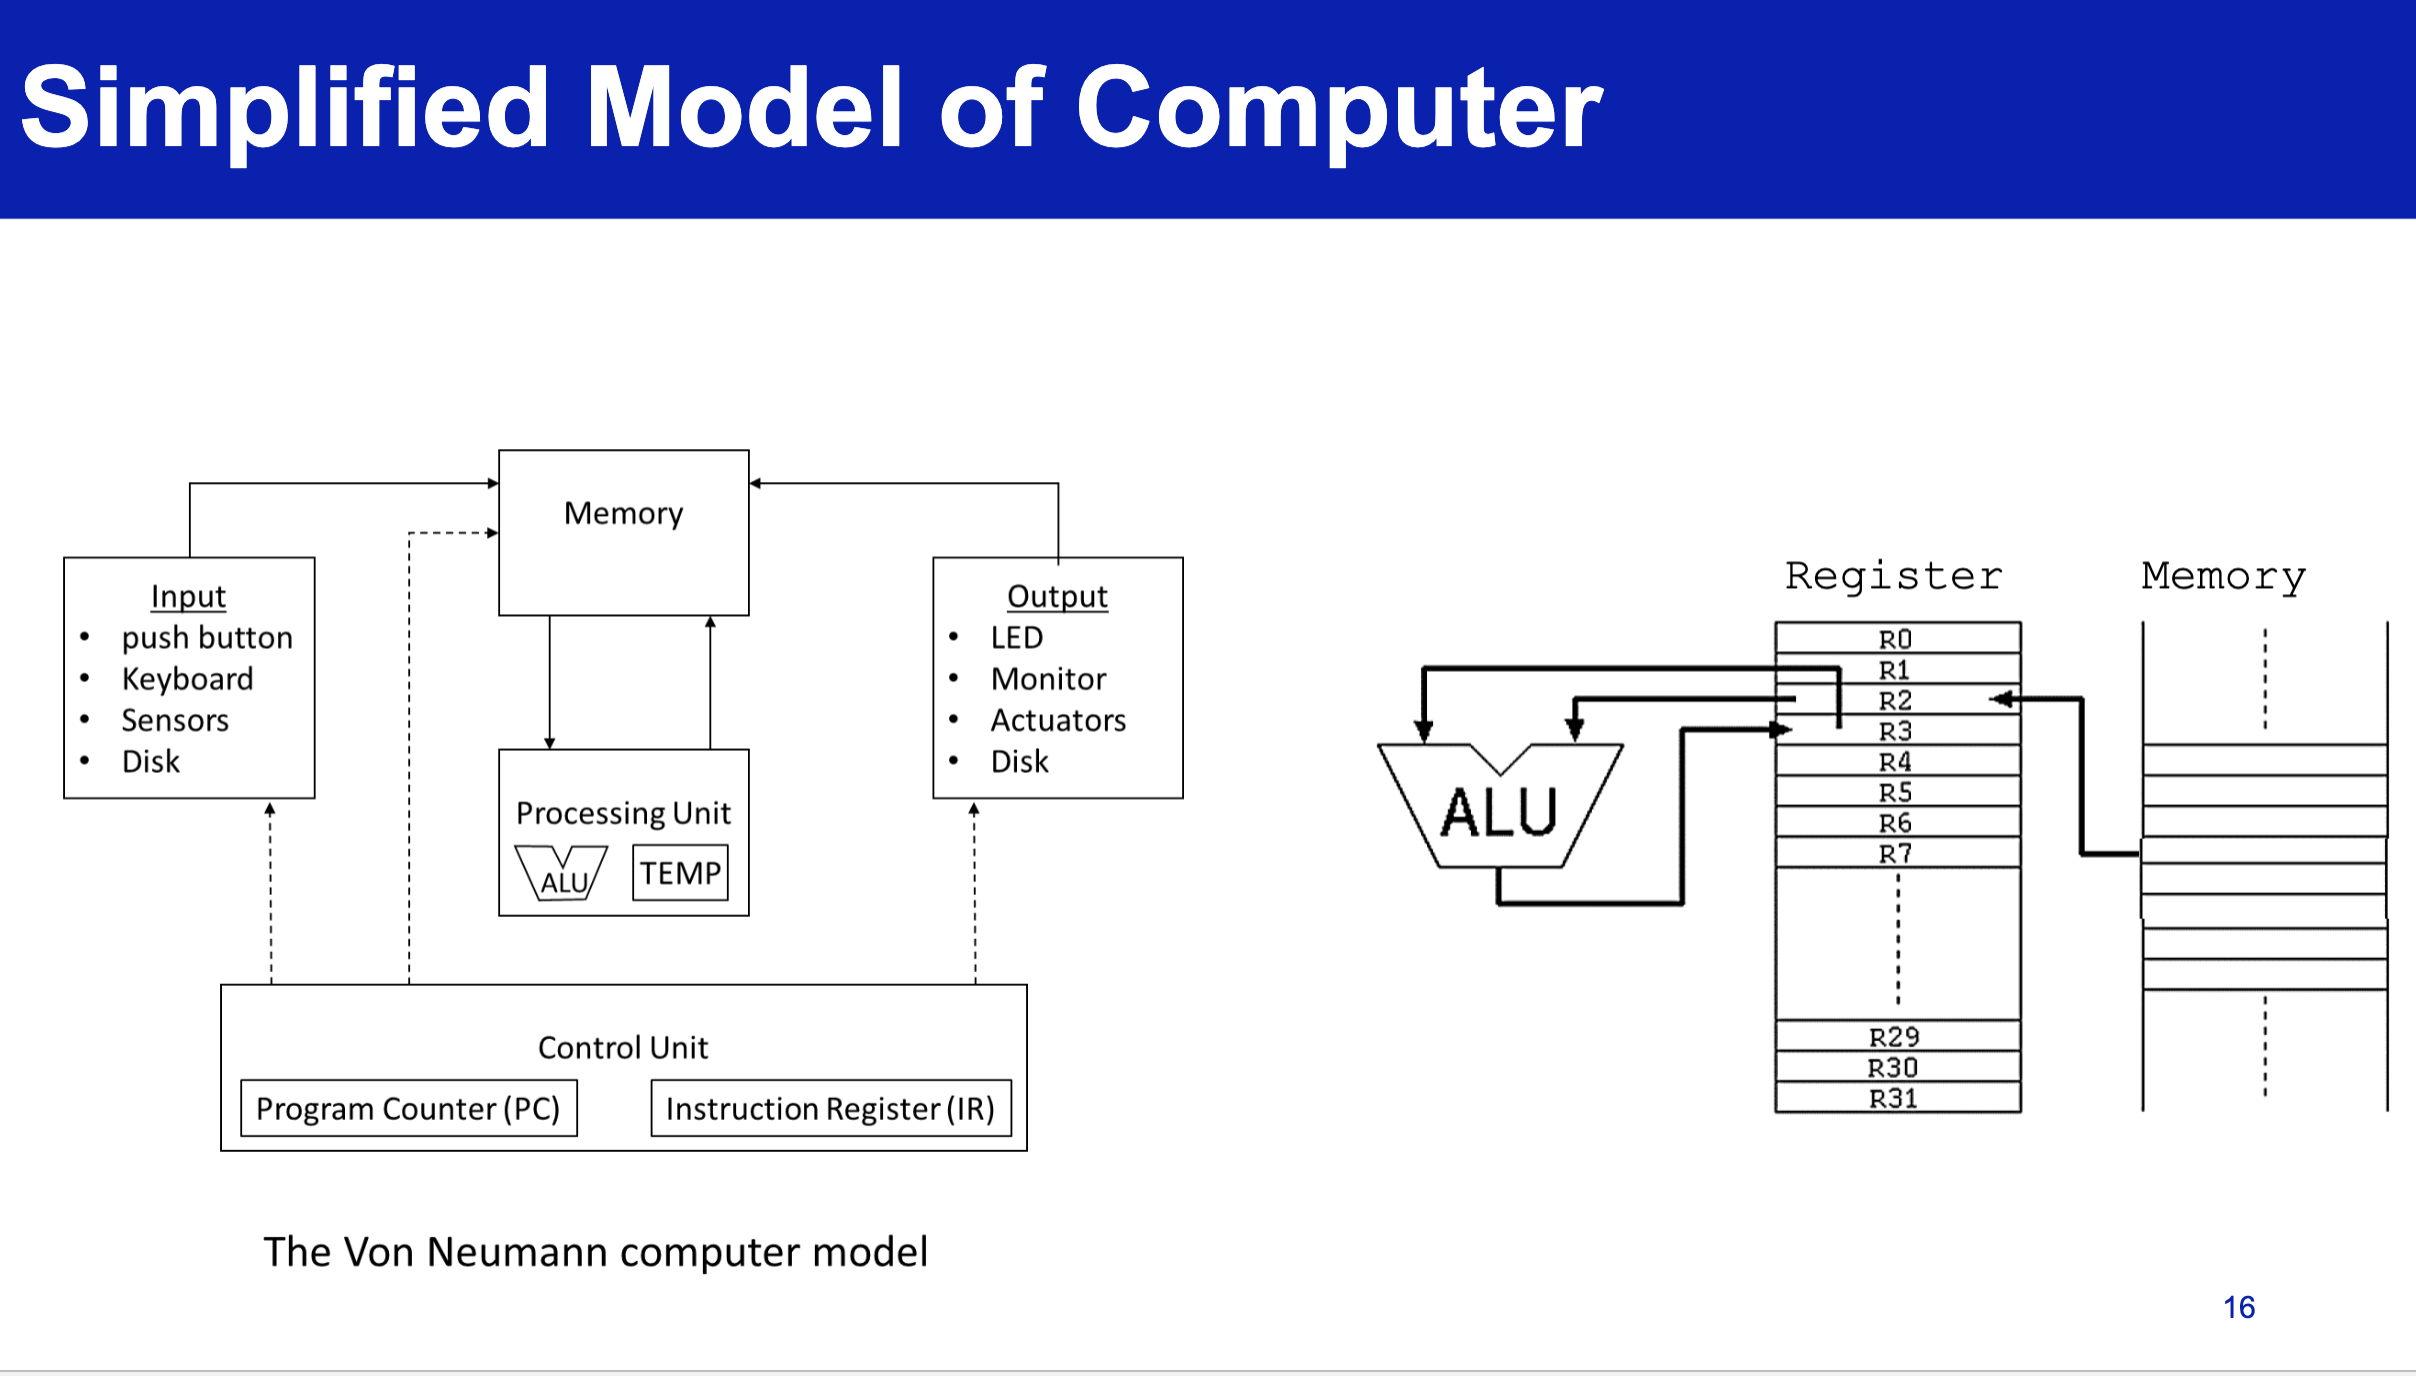 Simplified Model of Computer
Memory
Input
• push button
• Keyboard
• Sensors
• Disk
Output
• LED
• Monitor
• Actuators
• Disk
Processing Unit
ALU
TEMP
Control Unit
Program Counter (PC)
Instruction Register (IR)
The Von Neumann computer model
Register
Memory
R0
R1
R2
R3
R4
R5
R6
R7
R29
R30
R31
ALU
16